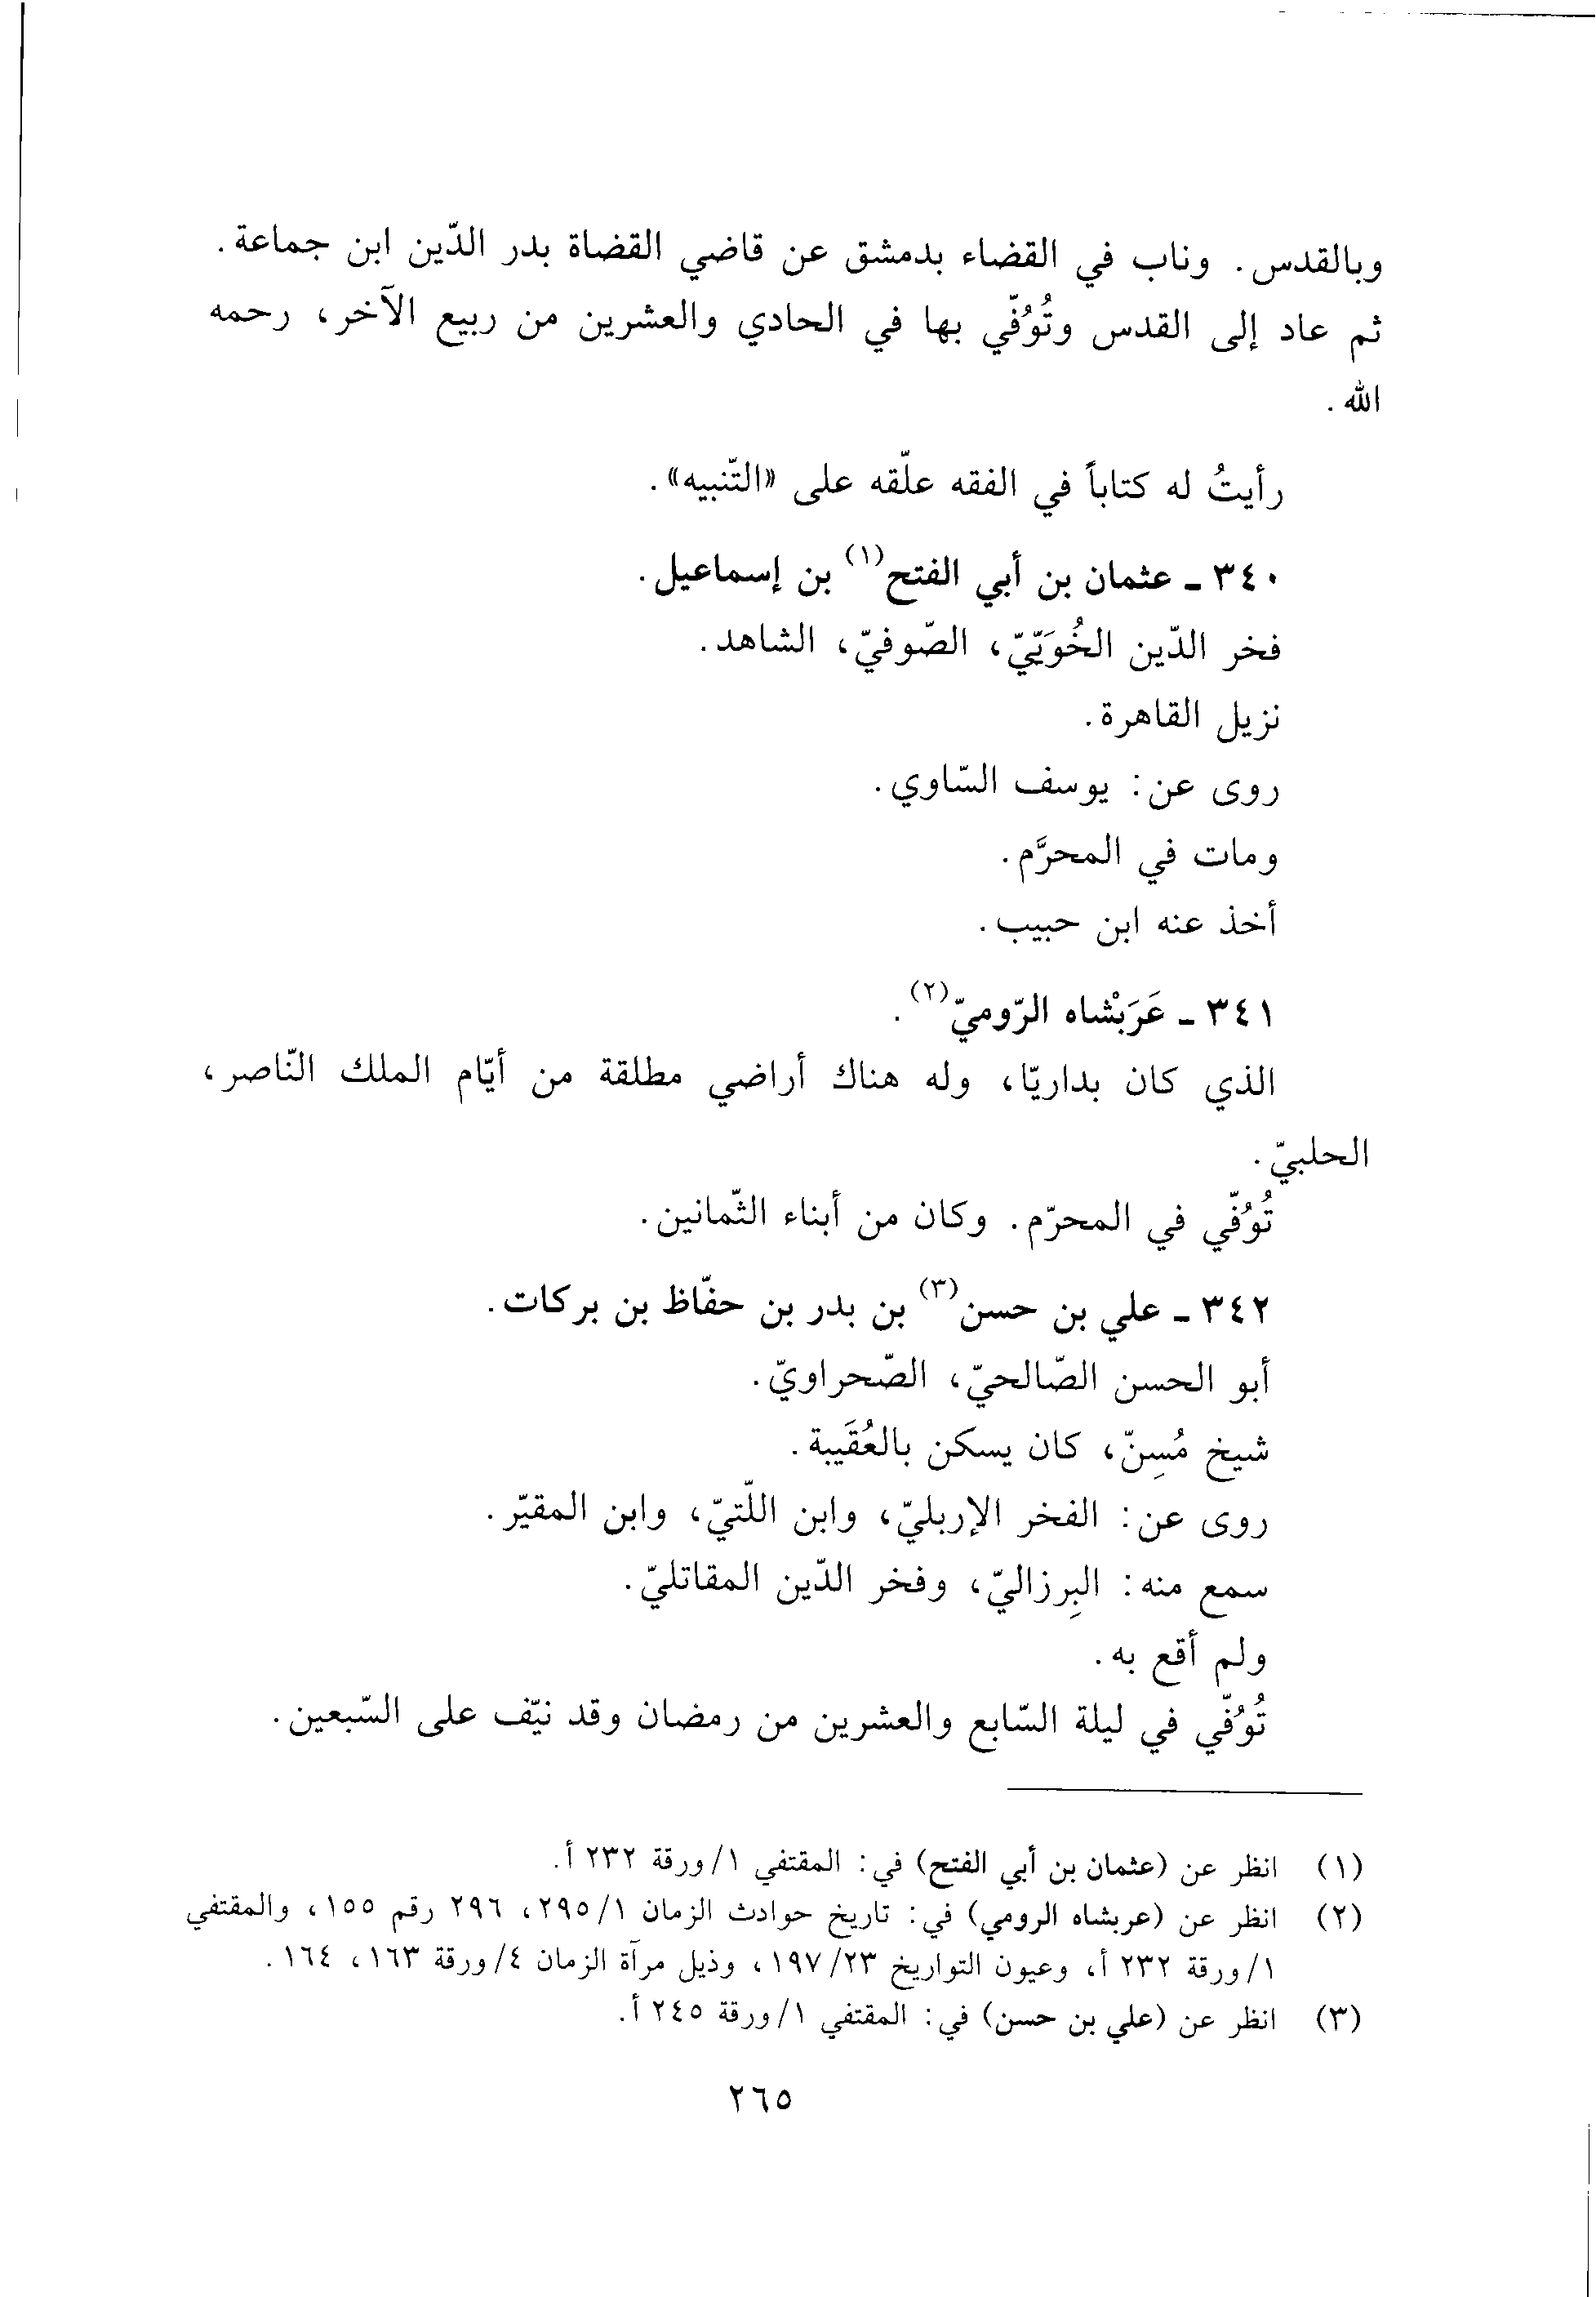 وبالقدس. وناب في القضاء بدمشق عن قاضي القضاة بدر الدّين ابن جماعة.
ثم عاد إلى القدس وتُوُفّي بها في الحادي والعشرين من ربيع الآخر، رحمه
الله.
رأيتُ له كتاباً في الفقه علّقه على «التّنبيه».
٣٤٠ ـ عثمان بن أبي الفتح(١) بن إسماعيل.
فخر الدّين الخُوَيّيّ، الصّوفيّ، الشاهد.
نزيل القاهرة.
روى عن: يوسف السّاوي.
ومات في المحرَّم.
أخذ عنه ابن حبيب.
٣٤١ ـ عَرَبْشاه الرّوميّ(٢).
الذي كان بداريّا، وله هناك أراضي مطلقة من أيّام الملك النّاصر،
الحلبيّ.
تُوُفّي في المحرّم. وكان من أبناء الثّمانين.
٣٤٢ ـ علي بن حسن(٣) بن بدر بن حفّاظ بن بركات.
أبو الحسن الصّالحيّ، الصّحراويّ.
شيخ مُسِنّ، كان يسكن بالعُقَيبة.
روى عن: الفخر الإربليّ، وابن اللّتيّ، وابن المقيّر.
سمع منه: البِرزاليّ، وفخر الدّين المقاتليّ.
ولم أقع به.
تُوُفّي في ليلة السّابع والعشرين من رمضان وقد نيّف على السّبعين.
(١) انظر عن (عثمان بن أبي الفتح) في: المقتفي ١/ورقة ٢٣٢ أ.
(٢) انظر عن (عربشاه الرومي) في: تاريخ حوادث الزمان ١/٢٩٥، ٢٩٦ رقم ١٥٥، والمقتفي
١/ورقة ٢٣٢ أ، وعيون التواريخ ٢٣/١٩٧، وذيل مرآة الزمان ٤/ورقة ١٦٣، ١٦٤.
(٣) انظر عن (علي بن حسن) في: المقتفي ١/ورقة ٢٤٥ أ.
٢٦٥